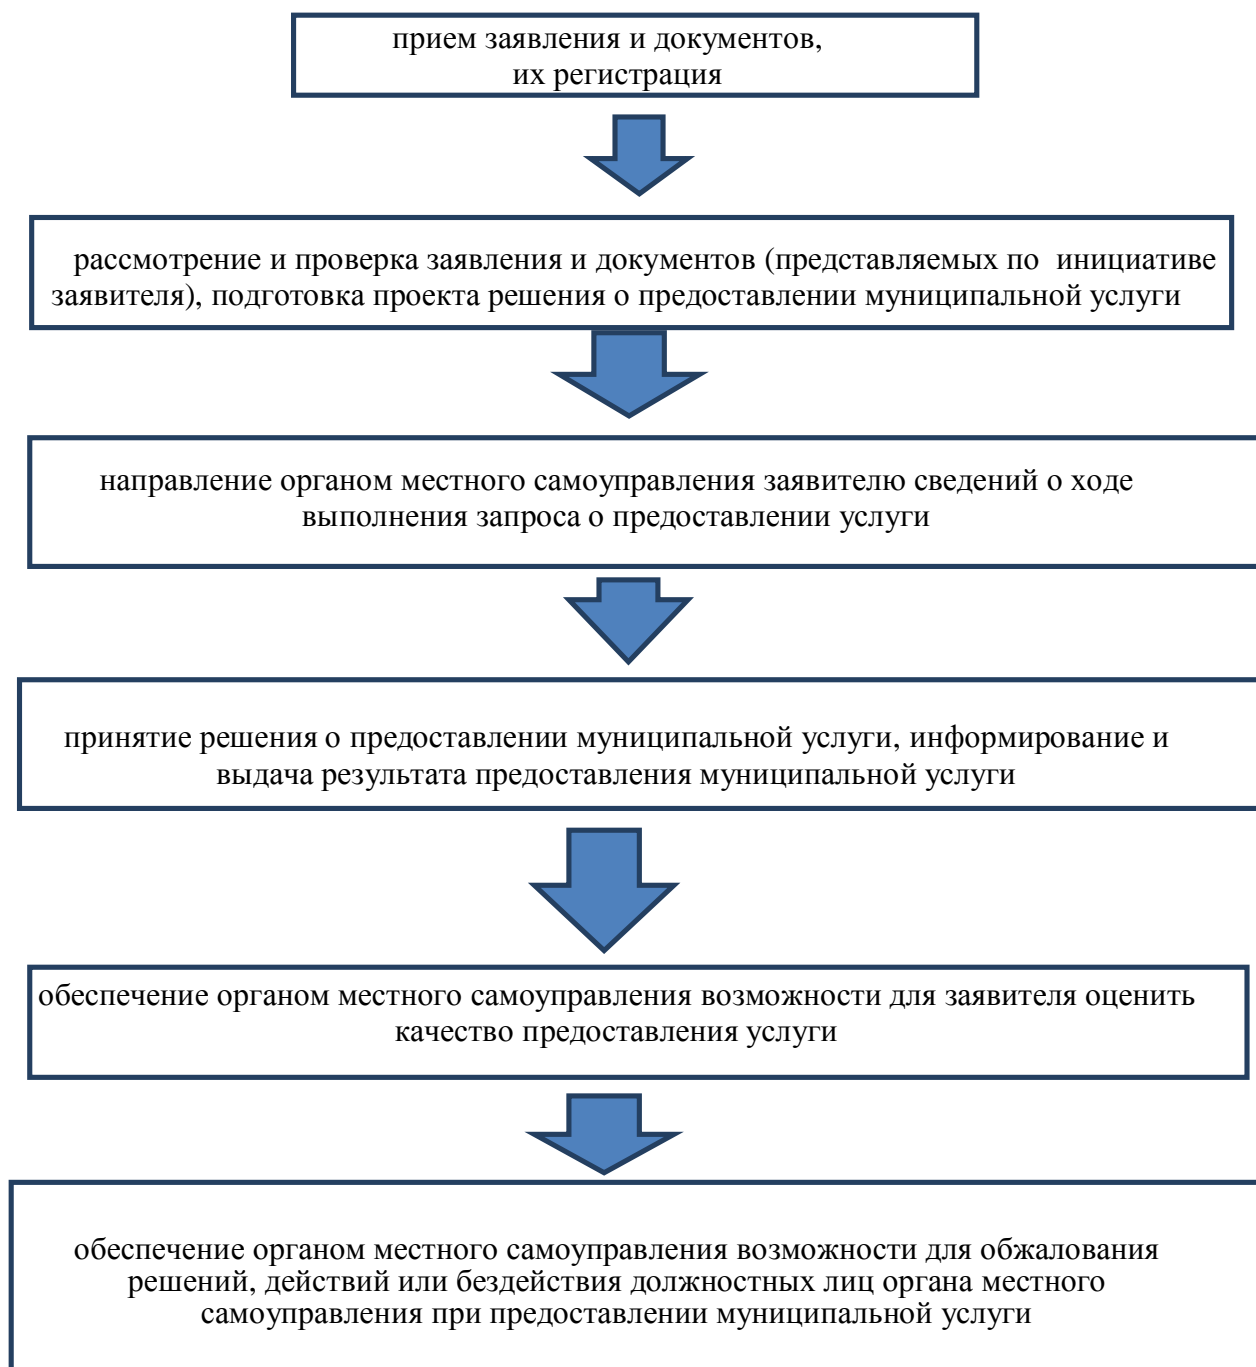 прием заявления и документов,
их регистрация
рассмотрение и проверка заявления и документов (представляемых по инициативе
заявителя), подготовка проекта решения о предоставлении муниципальной услуги
направление органом местного самоуправления заявителю сведений о ходе
выполнения запроса о предоставлении услуги
принятие решения о предоставлении муниципальной услуги, информирование и
выдача результата предоставления муниципальной услуги
обеспечение органом местного самоуправления возможности для заявителя оценить
качество предоставления услуги
обеспечение органом местного самоуправления возможности для обжалования
решений, действий или бездействия должностных лиц органа местного
самоуправления при предоставлении муниципальной услуги